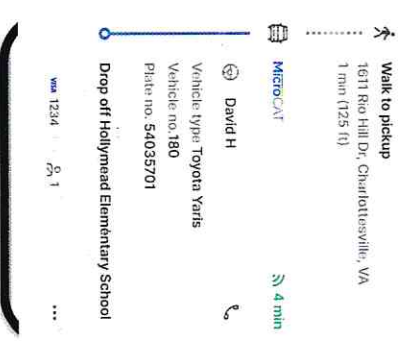 Walk to pickup
1611 Rio Hill Dr, Charlottesville, VA
1 min (125 ft)
MicroCAT
4 min
David H
Vehicle type Toyota Yaris
Vehicle no.180
Plate no. 54035701
Drop off Hollymead Elementary School
VISA 1234
1